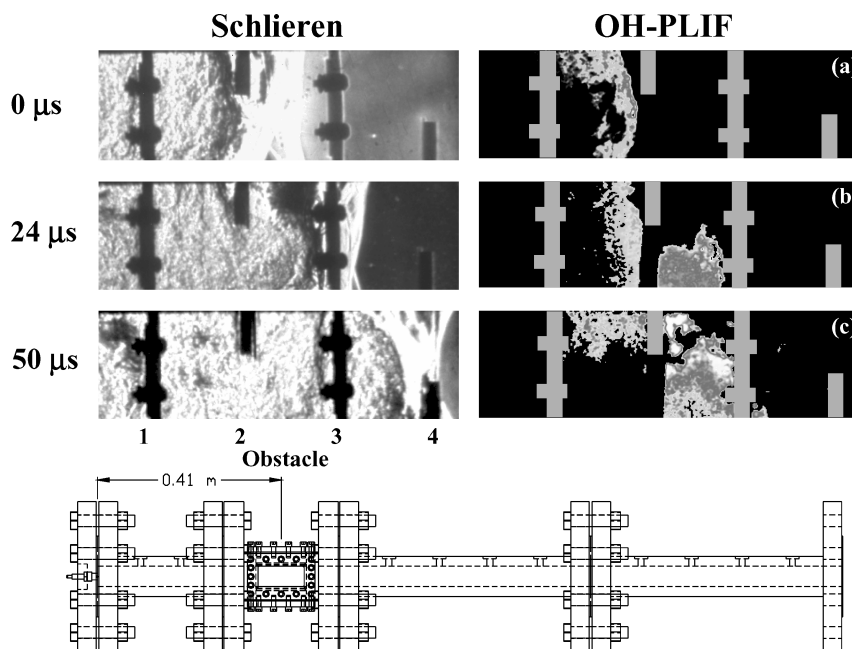 Schlieren OH-PLIF
0 μs (a)
24 μs (b)
50 μs (c)
1 2 3 4
Obstacle
0.41 m